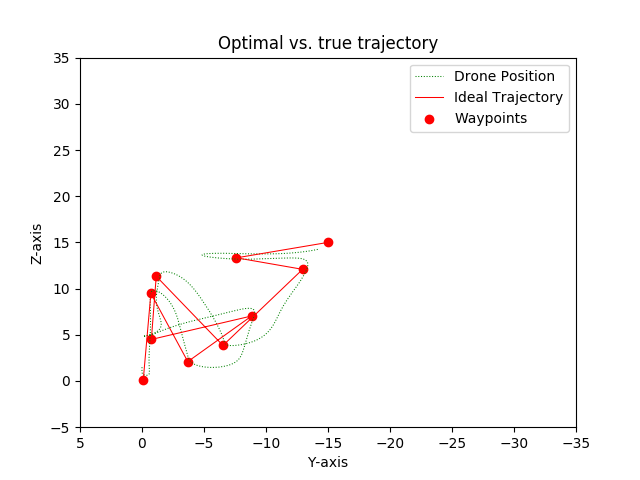 Optimal vs. true trajectory
Drone Position
Ideal Trajectory
Waypoints
Z-axis
35
30
25
20
15
10
5
0
−5
5 0 −5 −10 −15 −20 −25 −30 −35
Y-axis